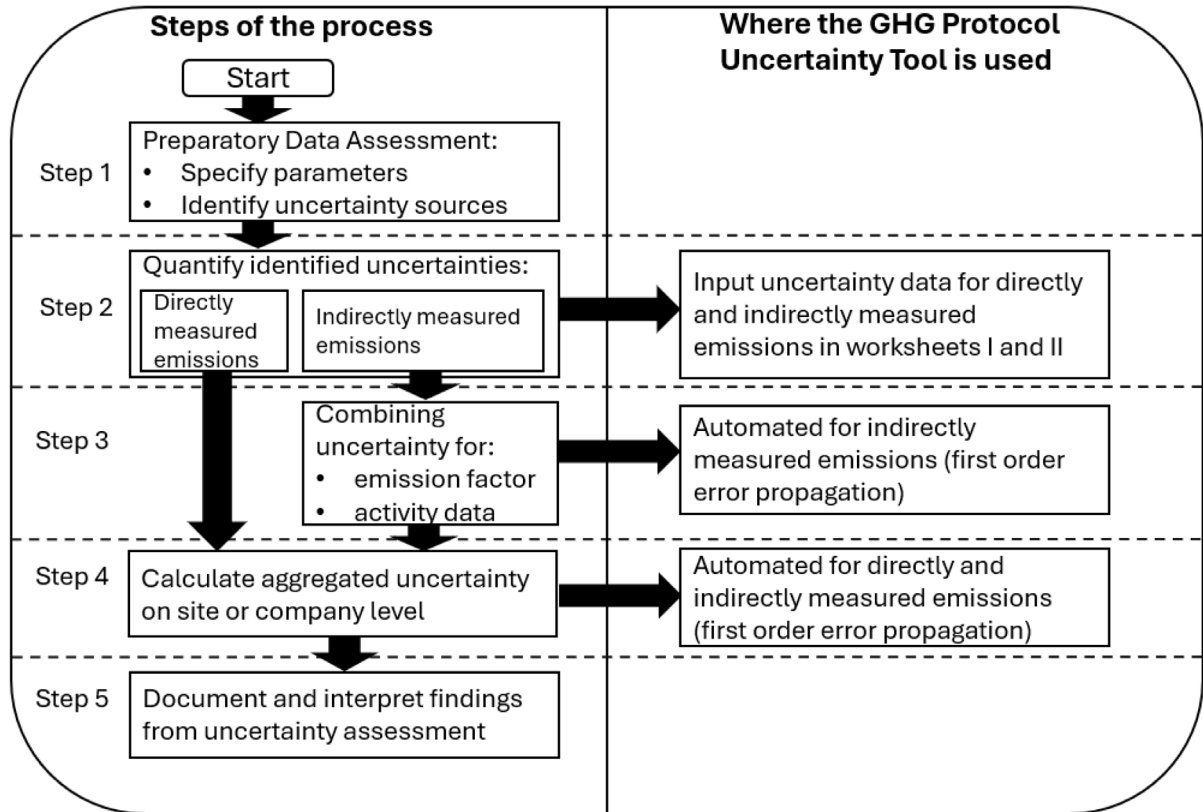 Steps of the process
Where the GHG Protocol
Uncertainty Tool is used
Start
Step 1
Preparatory Data Assessment:
• Specify parameters
• Identify uncertainty sources
Step 2
Quantify identified uncertainties:
Directly
measured
emissions
Indirectly measured
emissions
Input uncertainty data for directly
and indirectly measured
emissions in worksheets I and II
Step 3
Combining
uncertainty for:
• emission factor
• activity data
Automated for indirectly
measured emissions (first order
error propagation)
Step 4
Calculate aggregated uncertainty
on site or company level
Automated for directly and
indirectly measured emissions
(first order error propagation)
Step 5
Document and interpret findings
from uncertainty assessment